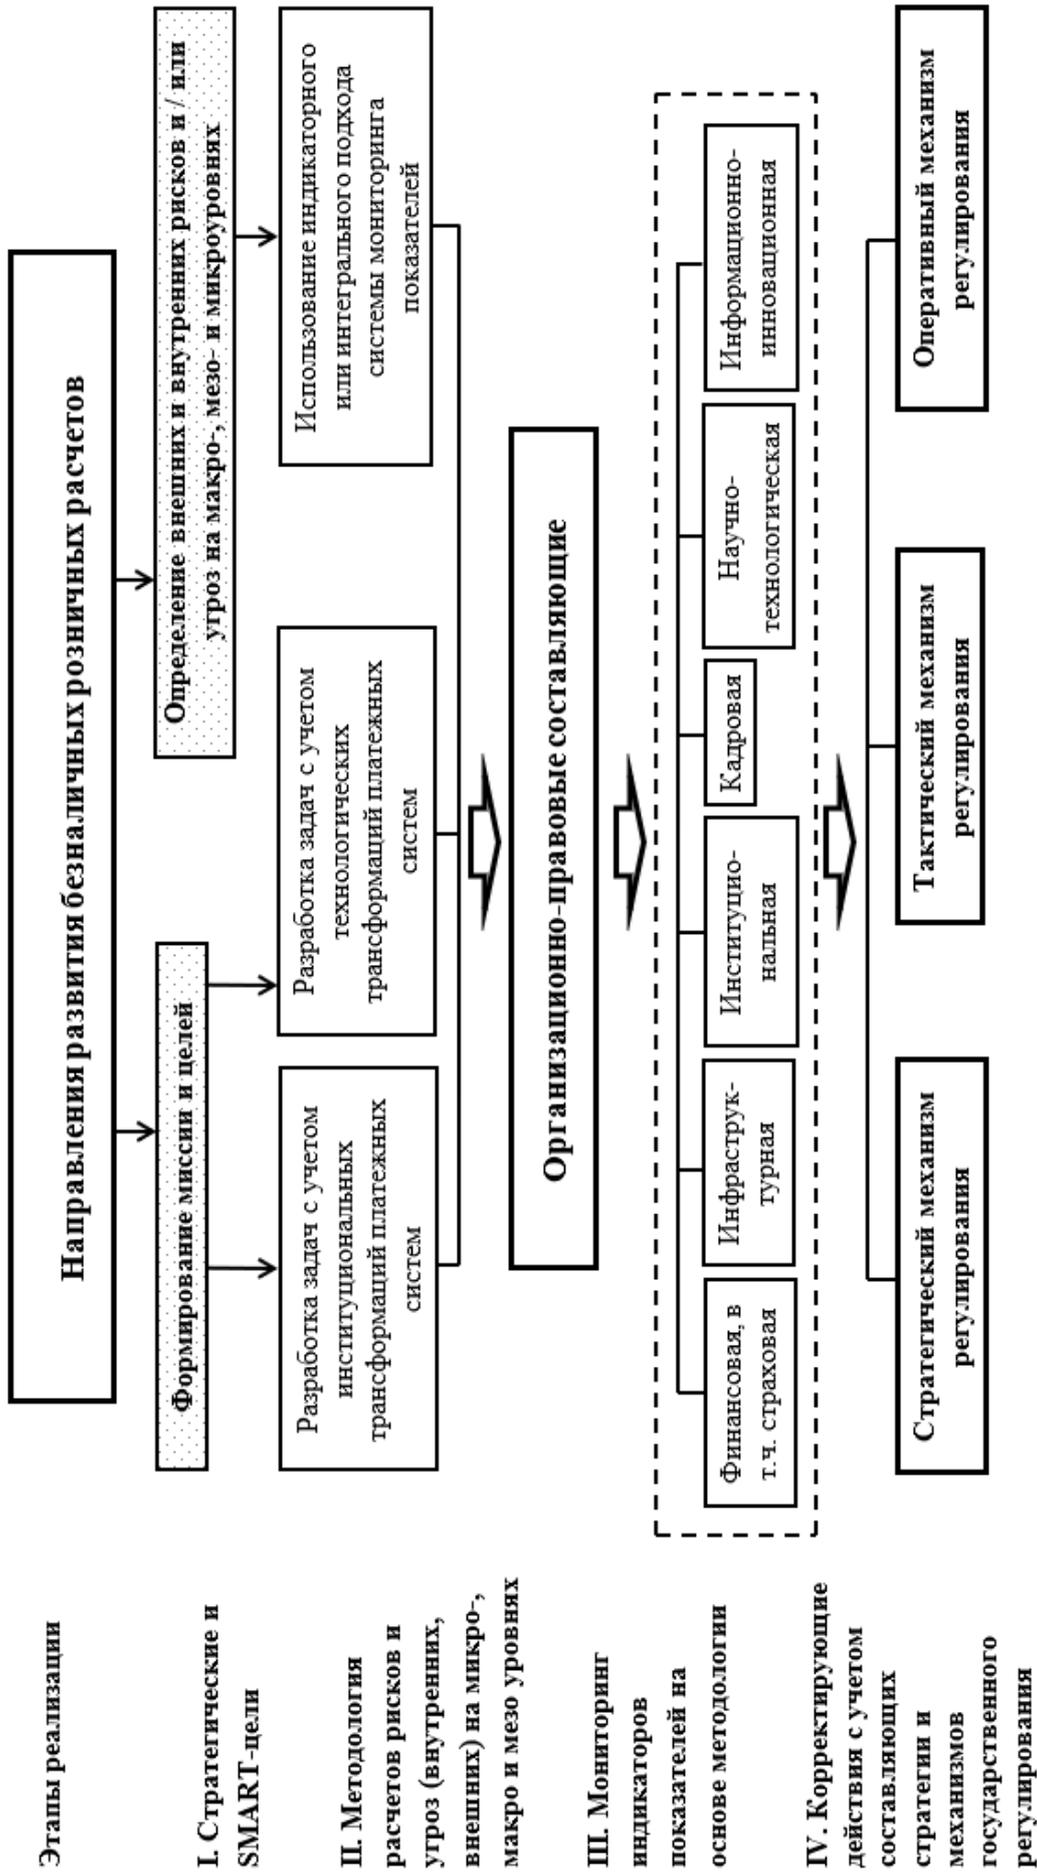 Этапы реализации
Направления развития безналичных розничных расчетов
I. Стратегические и
SMART-цели
Формирование миссии и целей
Определение внешних и внутренних рисков и / или
угроз на макро-, мезо- и микроуровнях
II. Методология
расчетов рисков и
угроз (внутренних,
внешних) на микро-,
макро и мезо уровнях
Разработка задач с учетом
институциональных
трансформаций платежных
систем
Разработка задач с учетом
технологических
трансформаций платежных
систем
Использование индикаторного
или интегрального подхода
системы мониторинга
показателей
Организационно-правовые составляющие
III. Мониторинг
индикаторов
показателей на
основе методологии
Финансовая, в
т.ч. страховая
Инфраструк-
турная
Институцио-
нальная
Кадровая
Научно-
технологическая
Информационно-
инновационная
IV. Корректирующие
действия с учетом
составляющих
стратегии и
механизмов
государственного
регулирования
Стратегический механизм
регулирования
Тактический механизм
регулирования
Оперативный механизм
регулирования